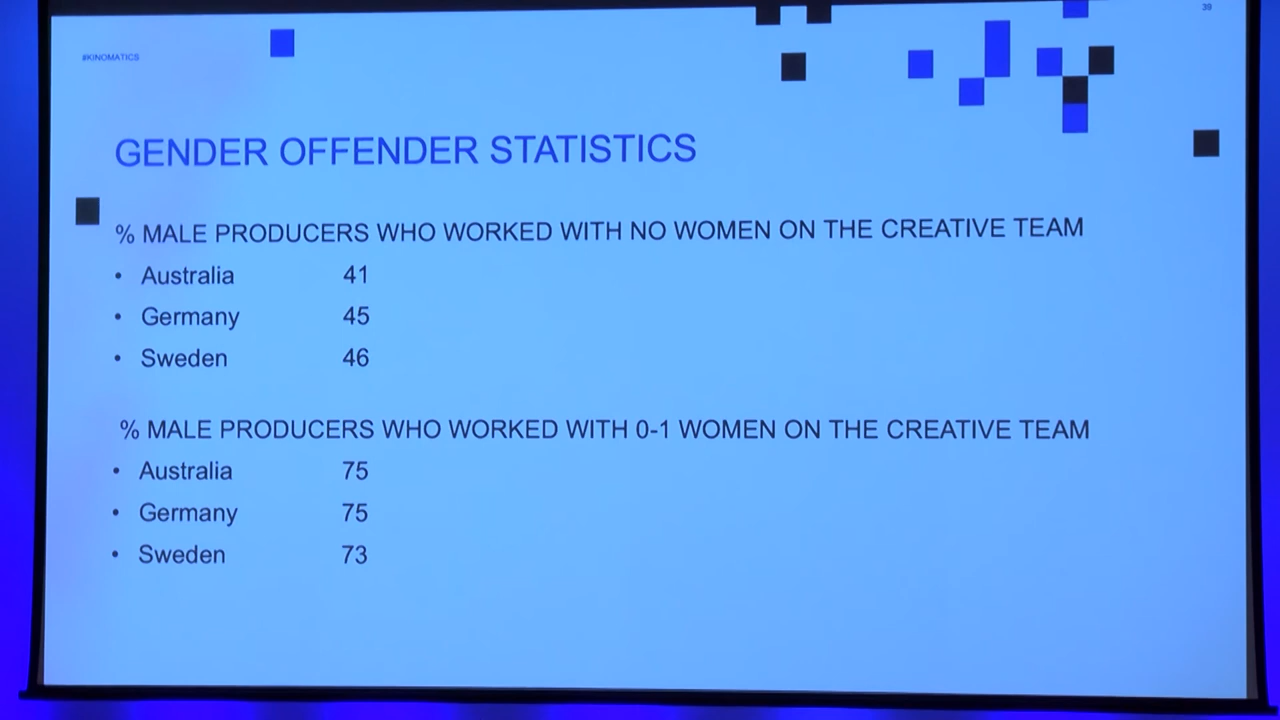 39
#KINOMATICS
GENDER OFFENDER STATISTICS
% MALE PRODUCERS WHO WORKED WITH NO WOMEN ON THE CREATIVE TEAM
• Australia 41
• Germany 45
• Sweden 46
% MALE PRODUCERS WHO WORKED WITH 0-1 WOMEN ON THE CREATIVE TEAM
• Australia 75
• Germany 75
• Sweden 73